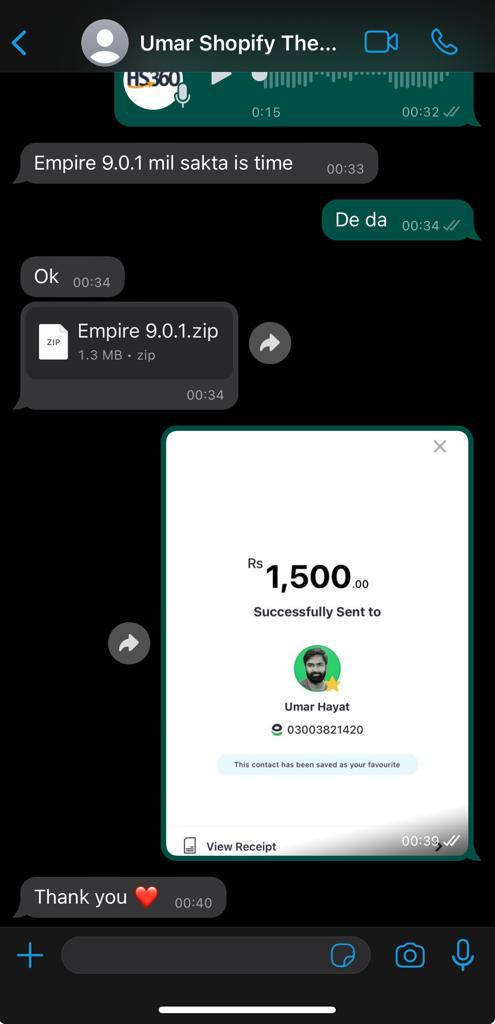 Umar Shopify The...
HS360
0:15
00:32
Empire 9.0.1 mil sakta is time 00:33
De da 00:34
Ok 00:34
ZIP
Empire 9.0.1.zip
1.3 MB • zip
00:34
Rs 1,500.00
Successfully Sent to
Umar Hayat
03003821420
This contact has been saved as your favourite
View Receipt
00:39
Thank you ❤️ 00:40